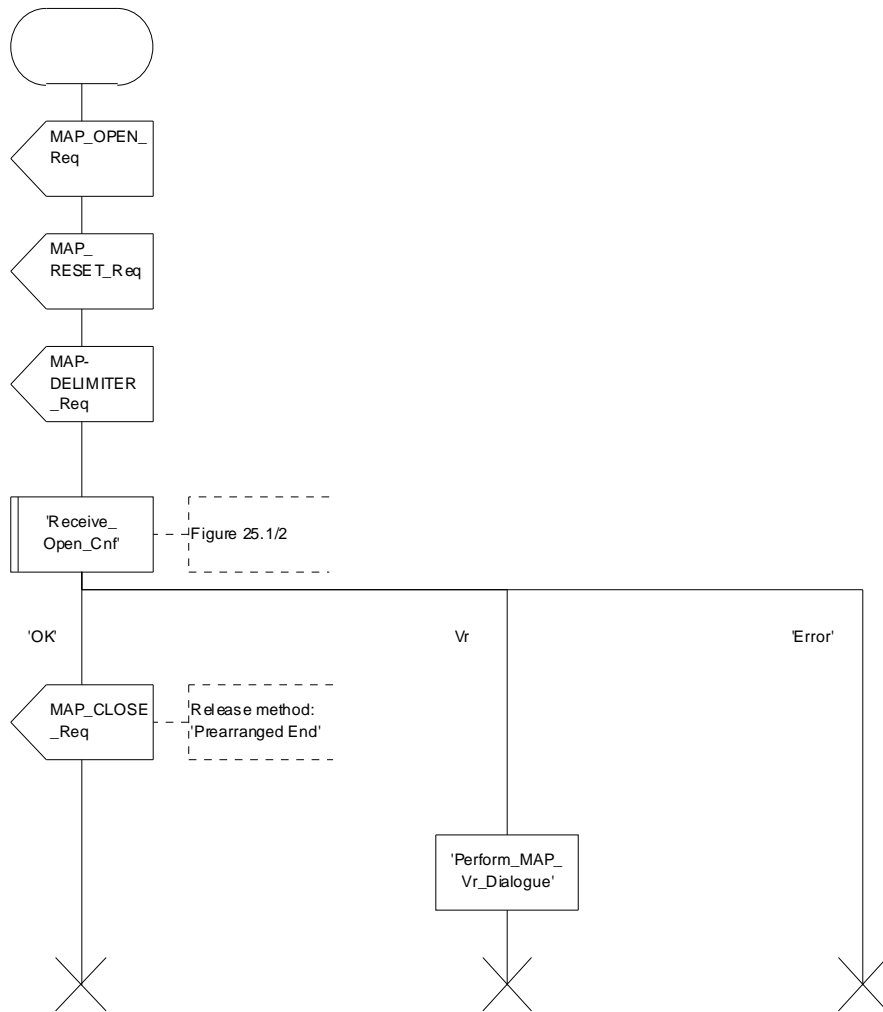 MAP_OPEN_
Req
MAP_
RESET_Req
MAP-
DELIMITER
_Req
'Receive_
Open_Cnf'
Figure 25.1/2
'OK'
Vr
'Error'
MAP_CLOSE
_Req
Release method:
'Prearranged End'
'Perform_MAP_
Vr_Dialogue'